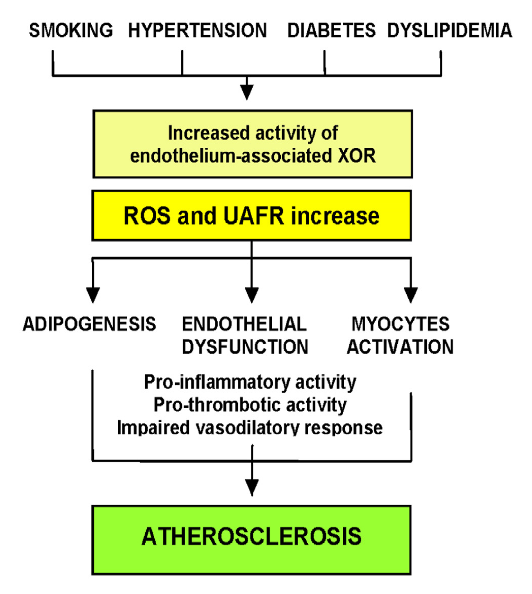 SMOKING HYPERTENSION DIABETES DYSLIPIDEMIA
Increased activity of
endothelium-associated XOR
ROS and UAFR increase
ADIPOGENESIS ENDOTHELIAL MYOCYTES
DYSFUNCTION ACTIVATION
Pro-inflammatory activity
Pro-thrombotic activity
Impaired vasodilatory response
ATHEROSCLEROSIS